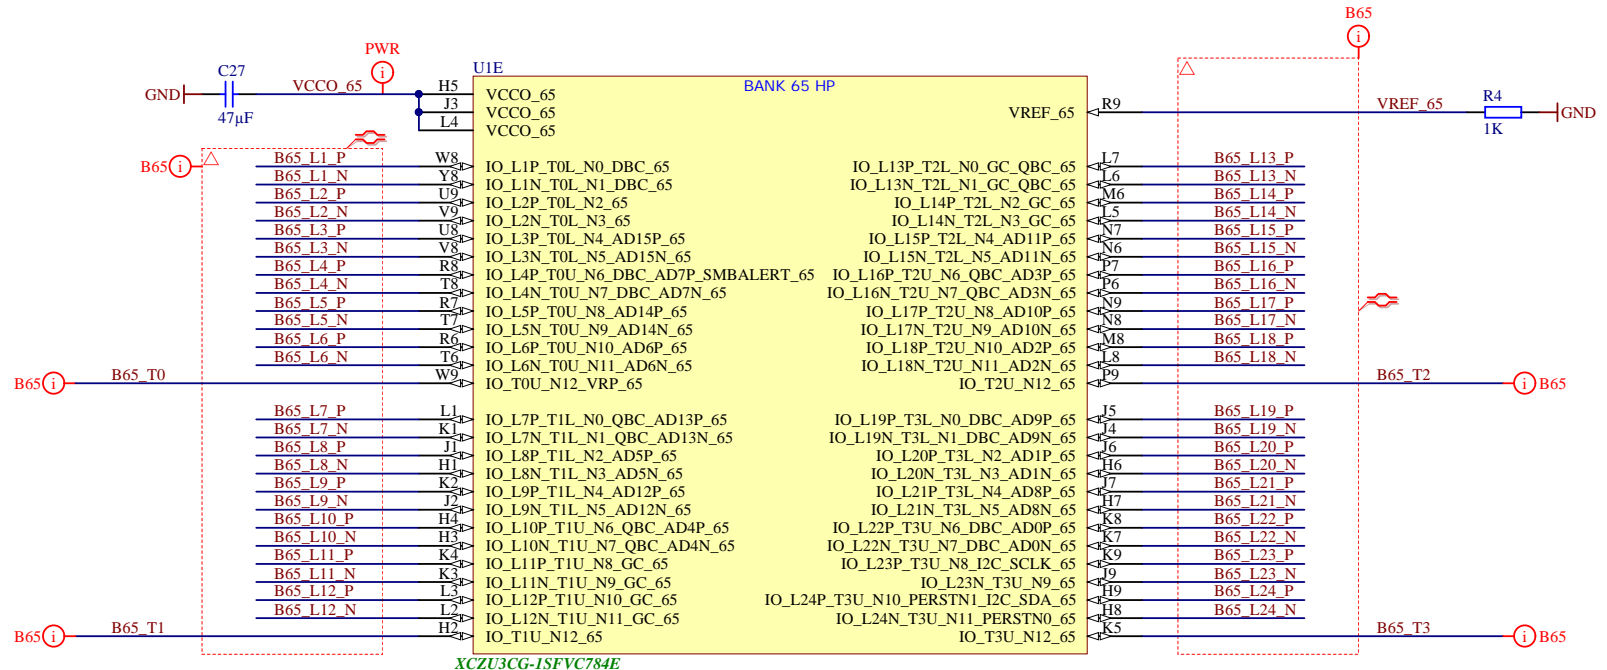 B65
PWR
U1E
BANK 65 HP
C27
GND
47µF
VCCO_65
H5 VCCO_65
J3 VCCO_65
L4 VCCO_65
VREF_65 R9 VREF_65
R4
1K
GND
B65
B65_L1_P W8 IO_L1P_T0L_N0_DBC_65 IO_L13P_T2L_N0_GC_QBC_65 L7 B65_L13_P
B65_L1_N Y8 IO_L1N_T0L_N1_DBC_65 IO_L13N_T2L_N1_GC_QBC_65 L6 B65_L13_N
B65_L2_P U9 IO_L2P_T0L_N2_65 IO_L14P_T2L_N2_GC_65 M6 B65_L14_P
B65_L2_N V9 IO_L2N_T0L_N3_65 IO_L14N_T2L_N3_GC_65 L5 B65_L14_N
B65_L3_P U8 IO_L3P_T0L_N4_AD15P_65 IO_L15P_T2L_N4_AD11P_65 N7 B65_L15_P
B65_L3_N V8 IO_L3N_T0L_N5_AD15N_65 IO_L15N_T2L_N5_AD11N_65 N6 B65_L15_N
B65_L4_P R8 IO_L4P_T0U_N6_DBC_AD7P_SMBALERT_65 IO_L16P_T2U_N6_QBC_AD3P_65 P7 B65_L16_P
B65_L4_N T8 IO_L4N_T0U_N7_DBC_AD7N_65 IO_L16N_T2U_N7_QBC_AD3N_65 P6 B65_L16_N
B65_L5_P R7 IO_L5P_T0U_N8_AD14P_65 IO_L17P_T2U_N8_AD10P_65 N9 B65_L17_P
B65_L5_N T7 IO_L5N_T0U_N9_AD14N_65 IO_L17N_T2U_N9_AD10N_65 N8 B65_L17_N
B65_L6_P R6 IO_L6P_T0U_N10_AD6P_65 IO_L18P_T2U_N10_AD2P_65 M8 B65_L18_P
B65_L6_N T6 IO_L6N_T0U_N11_AD6N_65 IO_L18N_T2U_N11_AD2N_65 L8 B65_L18_N
B65 B65_T0 W9 IO_T0U_N12_VRP_65 IO_T2U_N12_65 P9 B65_T2 B65
B65_L7_P L1 IO_L7P_T1L_N0_QBC_AD13P_65 IO_L19P_T3L_N0_DBC_AD9P_65 J5 B65_L19_P
B65_L7_N K1 IO_L7N_T1L_N1_QBC_AD13N_65 IO_L19N_T3L_N1_DBC_AD9N_65 J4 B65_L19_N
B65_L8_P J1 IO_L8P_T1L_N2_AD5P_65 IO_L20P_T3L_N2_AD1P_65 J6 B65_L20_P
B65_L8_N H1 IO_L8N_T1L_N3_AD5N_65 IO_L20N_T3L_N3_AD1N_65 H6 B65_L20_N
B65_L9_P K2 IO_L9P_T1L_N4_AD12P_65 IO_L21P_T3L_N4_AD8P_65 J7 B65_L21_P
B65_L9_N J2 IO_L9N_T1L_N5_AD12N_65 IO_L21N_T3L_N5_AD8N_65 H7 B65_L21_N
B65_L10_P H4 IO_L10P_T1U_N6_QBC_AD4P_65 IO_L22P_T3U_N6_DBC_AD0P_65 K8 B65_L22_P
B65_L10_N H3 IO_L10N_T1U_N7_QBC_AD4N_65 IO_L22N_T3U_N7_DBC_AD0N_65 K7 B65_L22_N
B65_L11_P K4 IO_L11P_T1U_N8_GC_65 IO_L23P_T3U_N8_I2C_SCLK_65 K9 B65_L23_P
B65_L11_N K3 IO_L11N_T1U_N9_GC_65 IO_L23N_T3U_N9_65 J9 B65_L23_N
B65_L12_P L3 IO_L12P_T1U_N10_GC_65 IO_L24P_T3U_N10_PERSTN1_I2C_SDA_65 H9 B65_L24_P
B65_L12_N L2 IO_L12N_T1U_N11_GC_65 IO_L24N_T3U_N11_PERSTN0_65 H8 B65_L24_N
B65 B65_T1 H2 IO_T1U_N12_65 IO_T3U_N12_65 K5 B65_T3 B65
XCZU3CG-1SFVC784E